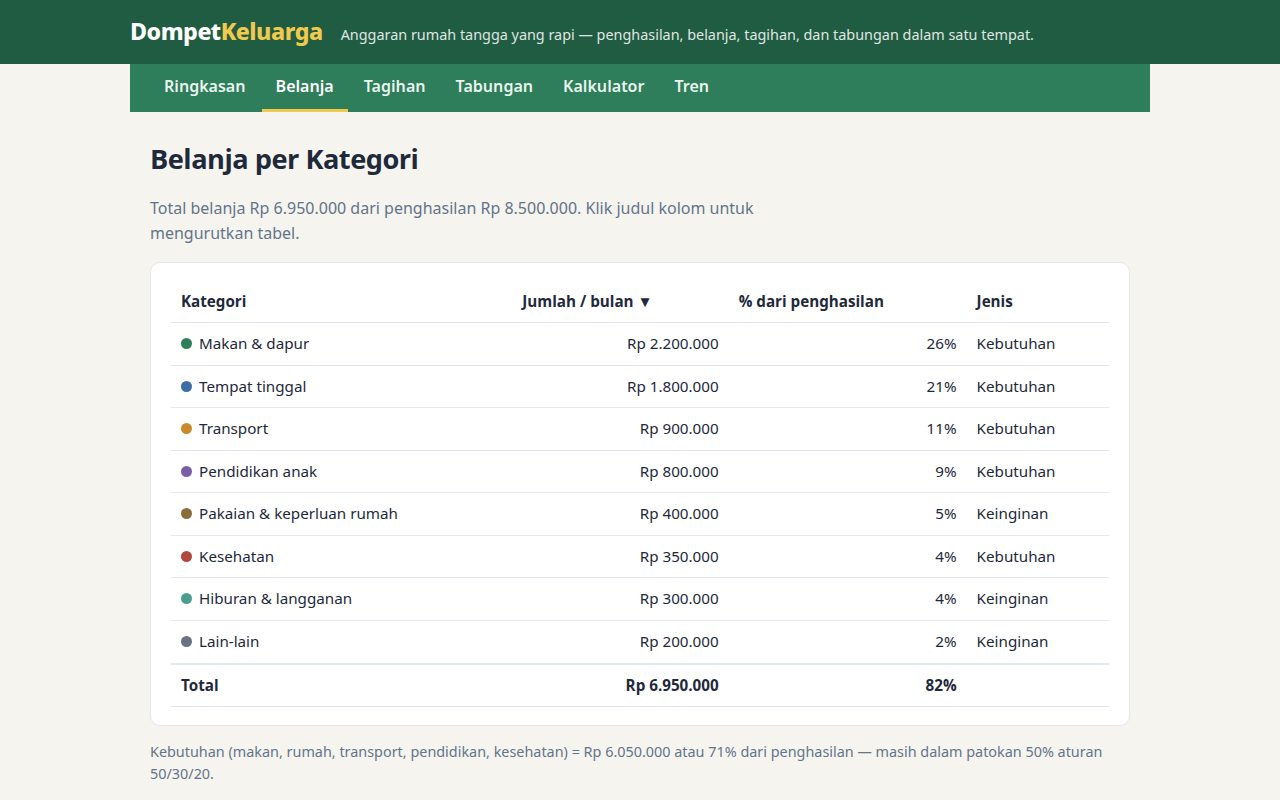 DompetKeluarga Anggaran rumah tangga yang rapi — penghasilan, belanja, tagihan, dan tabungan dalam satu tempat.
Ringkasan Belanja Tagihan Tabungan Kalkulator Tren
Belanja per Kategori
Total belanja Rp 6.950.000 dari penghasilan Rp 8.500.000. Klik judul kolom untuk
mengurutkan tabel.
Kategori Jumlah / bulan ▼ % dari penghasilan Jenis
Makan & dapur Rp 2.200.000 26% Kebutuhan
Tempat tinggal Rp 1.800.000 21% Kebutuhan
Transport Rp 900.000 11% Kebutuhan
Pendidikan anak Rp 800.000 9% Kebutuhan
Pakaian & keperluan rumah Rp 400.000 5% Keinginan
Kesehatan Rp 350.000 4% Kebutuhan
Hiburan & langganan Rp 300.000 4% Keinginan
Lain-lain Rp 200.000 2% Keinginan
Total Rp 6.950.000 82%
Kebutuhan (makan, rumah, transport, pendidikan, kesehatan) = Rp 6.050.000 atau 71% dari penghasilan — masih dalam patokan 50% aturan
50/30/20.